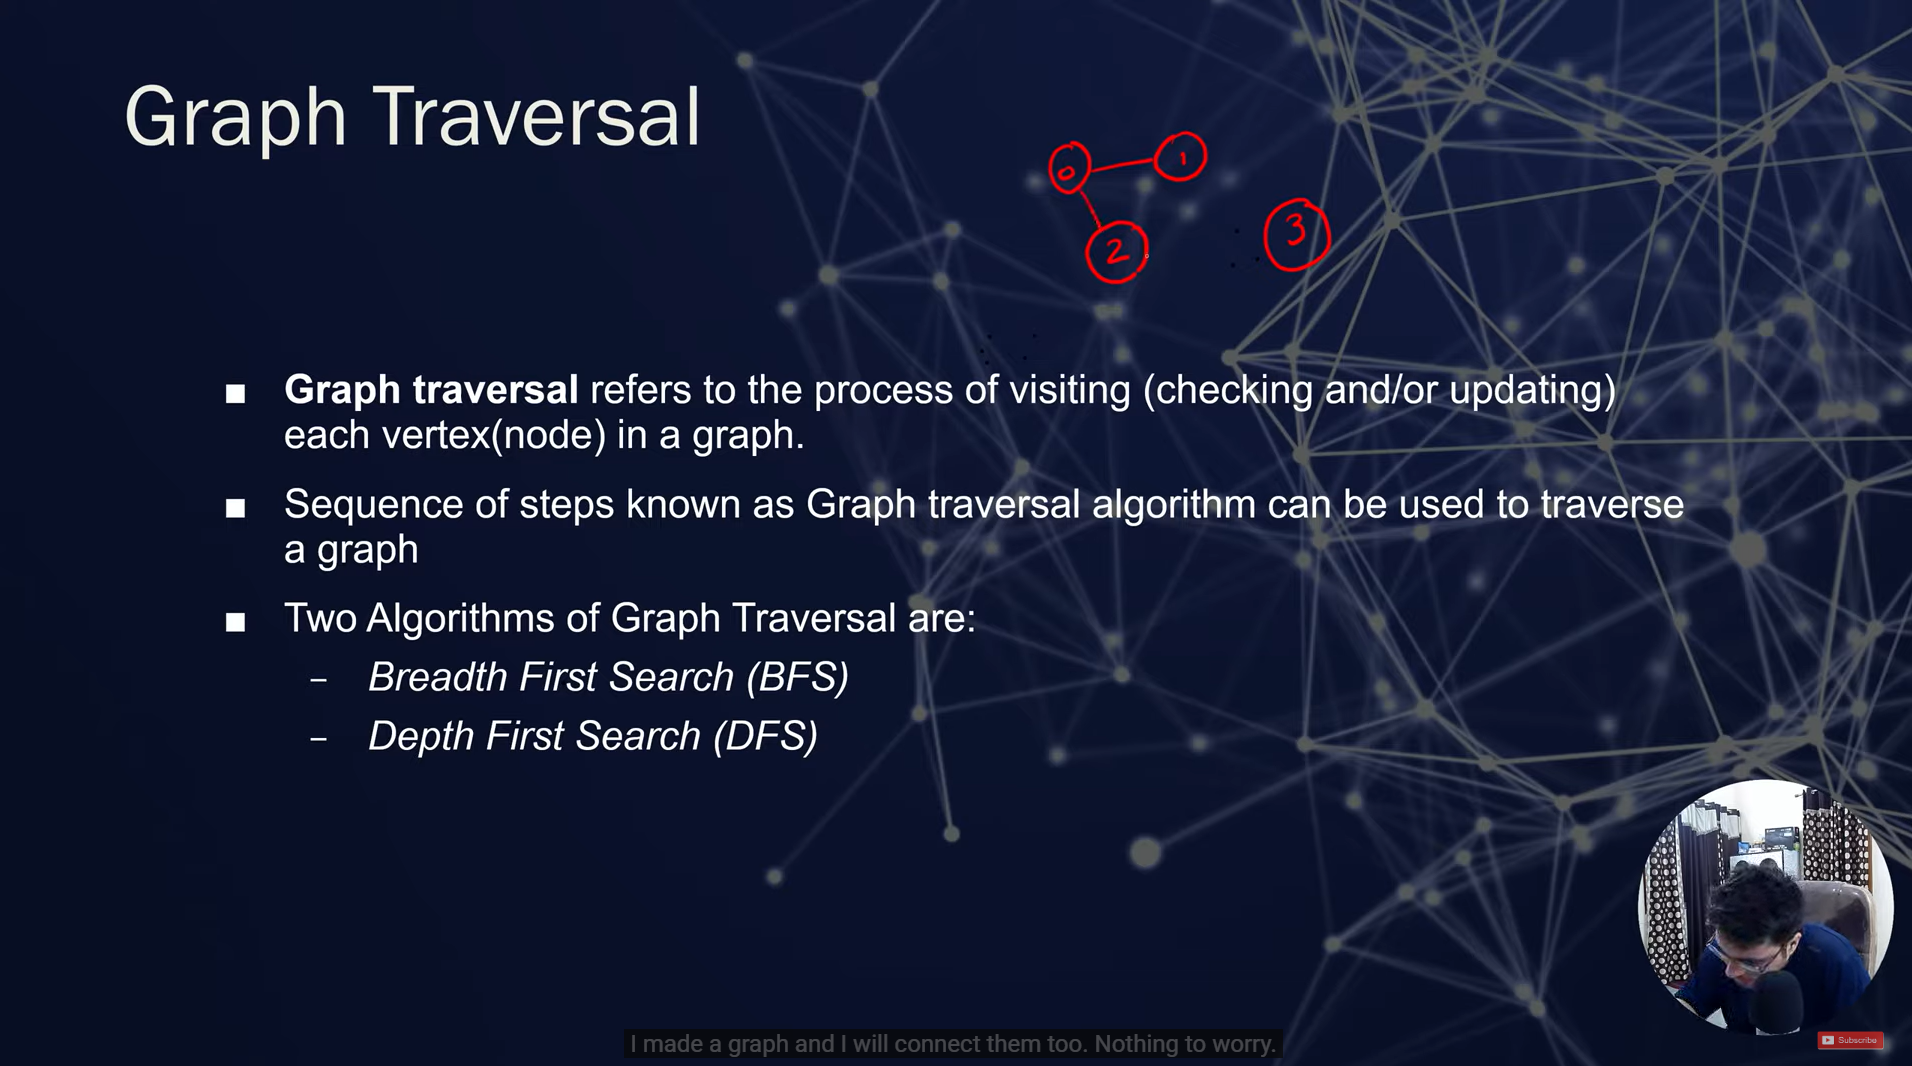 Graph Traversal
0
1
2
3
■ Graph traversal refers to the process of visiting (checking and/or updating)
each vertex(node) in a graph.
■ Sequence of steps known as Graph traversal algorithm can be used to traverse
a graph
■ Two Algorithms of Graph Traversal are:
– Breadth First Search (BFS)
– Depth First Search (DFS)
I made a graph and I will connect them too. Nothing to worry.
Subscribe